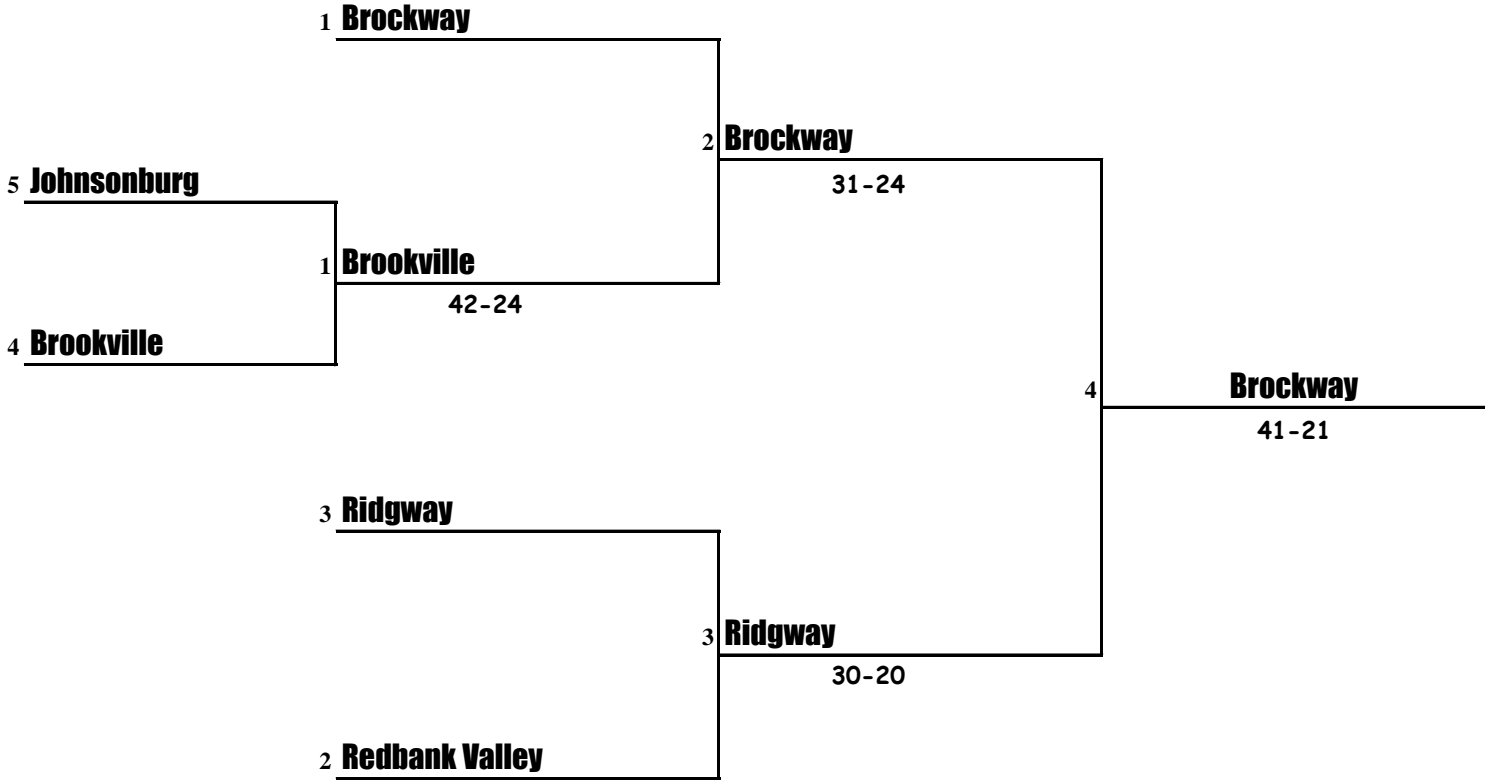 1 Brockway
2 Brockway
31-24
5 Johnsonburg
1 Brookville
42-24
4 Brookville
4 Brockway
41-21
3 Ridgway
3 Ridgway
30-20
2 Redbank Valley